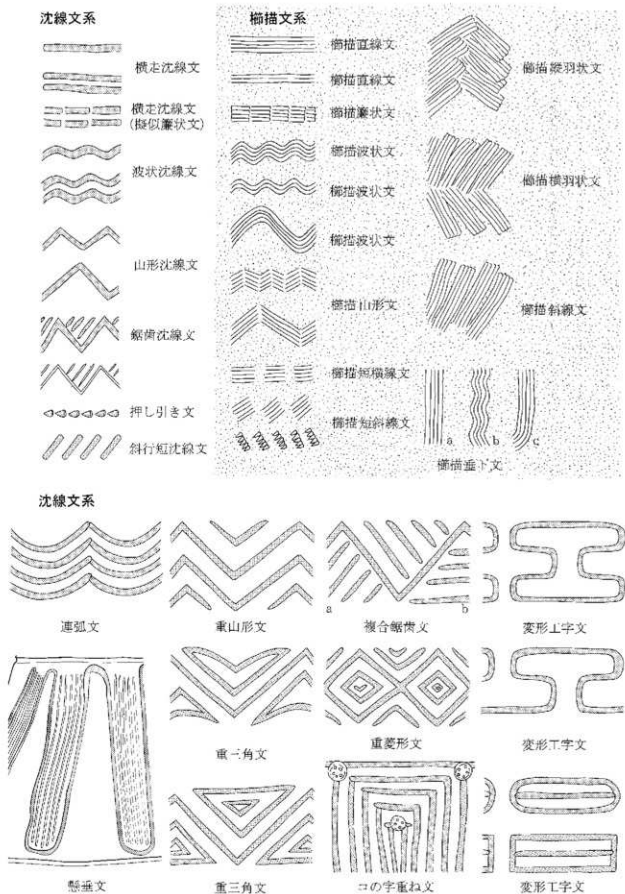 沈線文系
横走沈線文
横走沈線文
(擬似簾状文)
波状沈線文
山形沈線文
鋸歯沈線文
押し引き文
斜行短沈線文
櫛描文系
櫛描直線文
櫛描直線文
櫛描簾状文
櫛描波状文
櫛描波状文
櫛描波状文
櫛描山形文
櫛描短横線文
櫛描短斜線文
櫛描縦羽状文
櫛描横羽状文
櫛描斜線文
a b c
櫛描垂下文
沈線文系
連弧文
重山形文
a b
複合鋸歯文
変形工字文
重三角文
重菱形文
変形工字文
懸垂文
重三角文
コの字重ね文
変形工字文